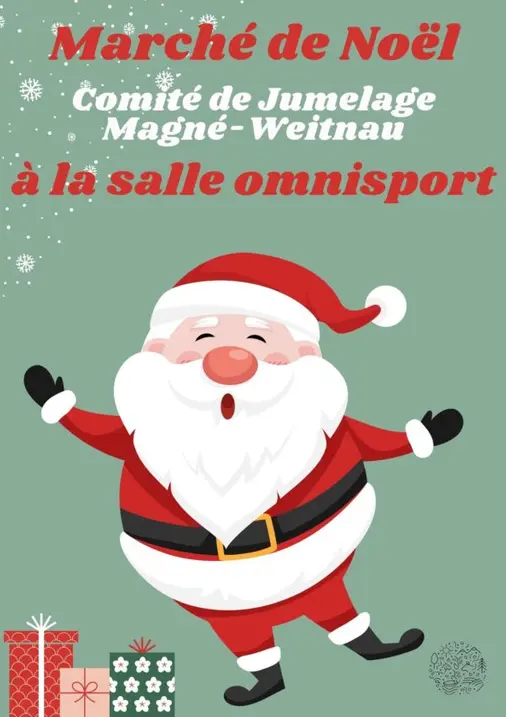 Marché de Noël
Comité de Jumelage
Magné-Weitnau
à la salle omnisport